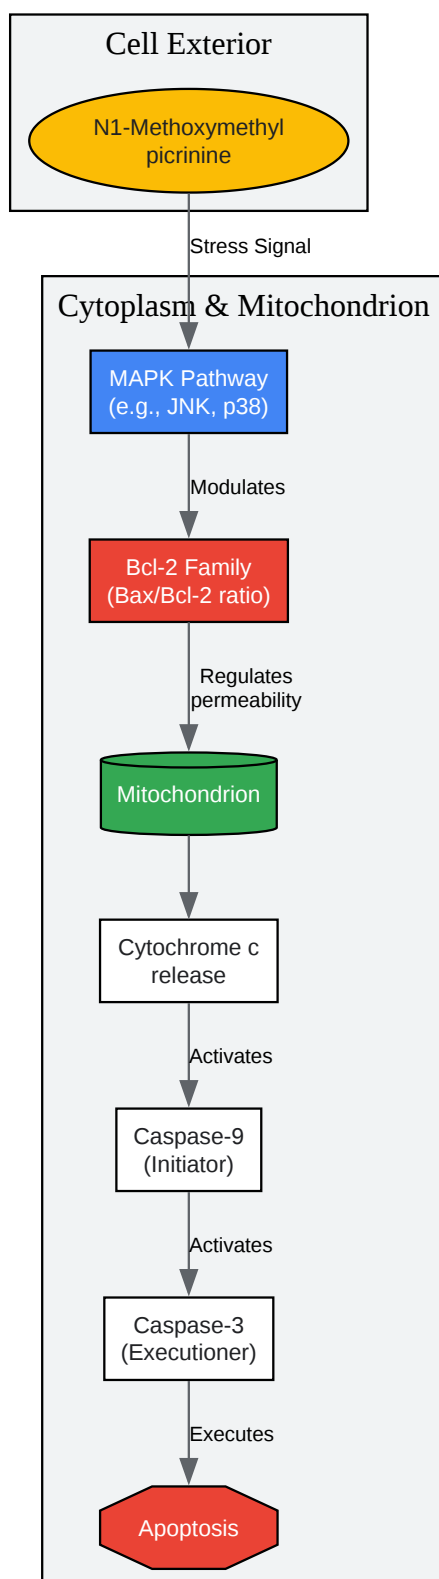 Cell Exterior
N1-Methoxymethyl
picrinine
Stress Signal
Cytoplasm & Mitochondrion
MAPK Pathway
(e.g., JNK, p38)
Modulates
Bcl-2 Family
(Bax/Bcl-2 ratio)
Regulates
permeability
Mitochondrion
Cytochrome c
release
Activates
Caspase-9
(Initiator)
Activates
Caspase-3
(Executioner)
Executes
Apoptosis